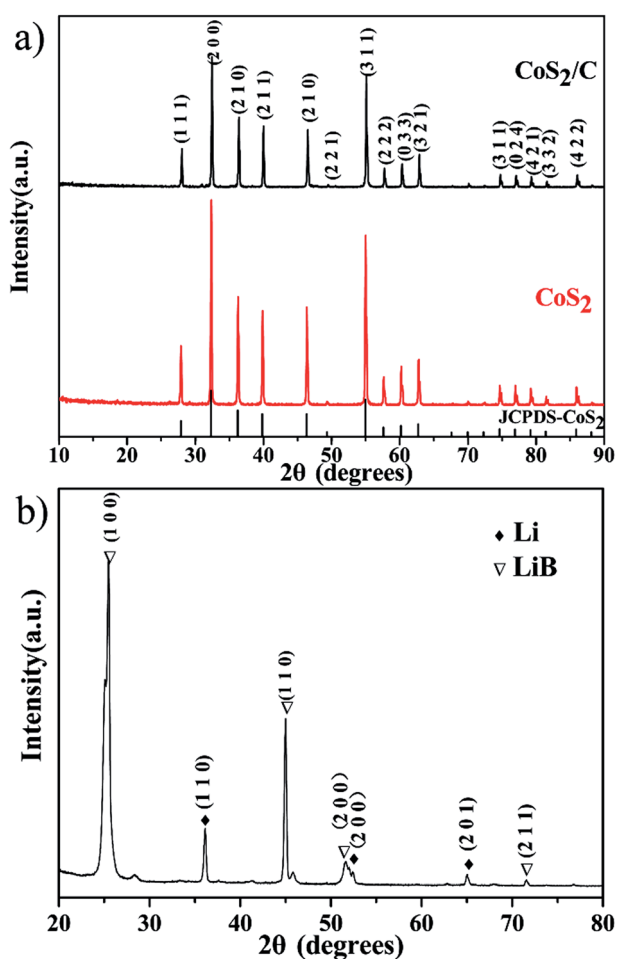 a)
Intensity(a.u.)
(1 1 1)
(2 0 0)
(2 1 0)
(2 1 1)
(2 1 0)
(2 2 1)
(3 1 1)
(2 2 2)
(0 3 3)
(3 2 1)
(3 1 1)
(0 2 4)
(4 2 1)
(3 3 2)
(4 2 2)
CoS2/C
CoS2
JCPDS-CoS2
10 20 30 40 50 60 70 80 90
2θ (degrees)
b)
Intensity(a.u.)
(1 0 0)
(1 1 0)
(1 1 0)
(2 0 0)
(2 0 0)
(2 0 1)
(2 1 1)
♦ Li
▽ LiB
20 30 40 50 60 70 80
2θ (degrees)